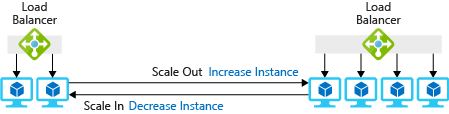 Load
Balancer
Load
Balancer
Scale Out Increase Instance
Scale In Decrease Instance